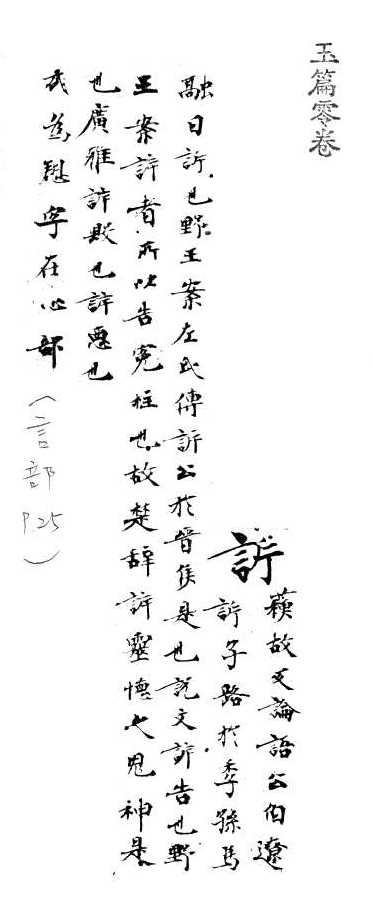 玉篇零卷
訴
蘓故反論語公伯遼
訴子路於季孫馬
融曰訴也野王案左氏傳訴公於晉侯是也說文訴告也野
王案訴者所以告冤枉也故楚辭訴靈懷之鬼神是
也廣雅訴欺也訴惡也
或為愬字在心部
（言部
P.25）